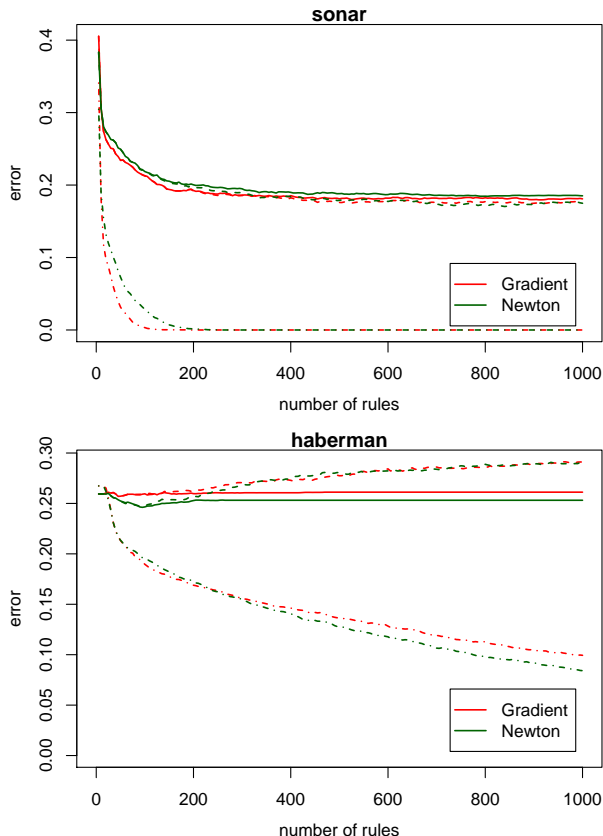 sonar
error
0.4
0.3
0.2
0.1
0.0
Gradient
Newton
0 200 400 600 800 1000
number of rules
haberman
error
0.30
0.25
0.20
0.15
0.10
0.05
0.00
Gradient
Newton
0 200 400 600 800 1000
number of rules